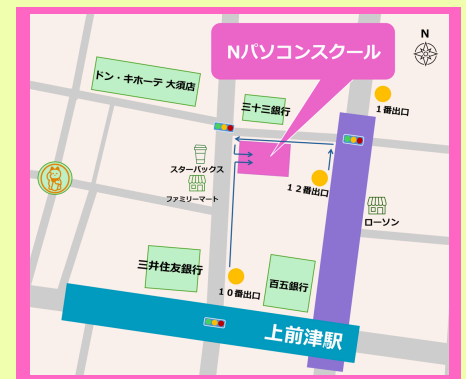 N
Nパソコンスクール
ドン・キホーテ 大須店
三十三銀行
1番出口
スターバックス
ファミリーマート
12番出口
ローソン
三井住友銀行
百五銀行
10番出口
上前津駅